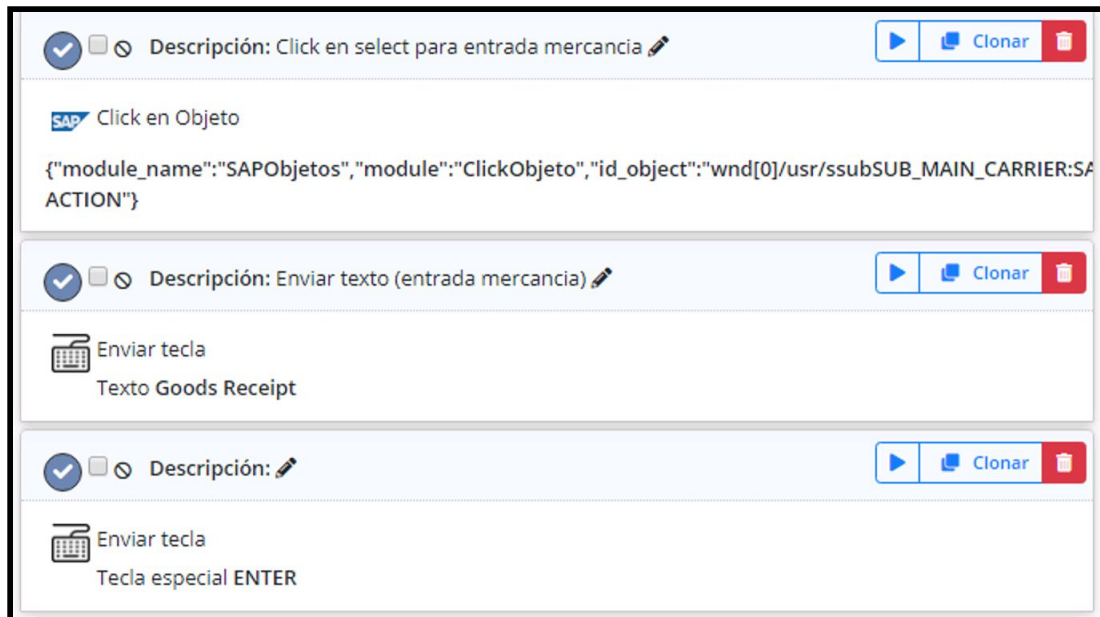 Descripción: Click en select para entrada mercancia
Clonar
SAP Click en Objeto
{"module_name":"SAPObjetos","module":"ClickObjeto","id_object":"wnd[0]/usr/ssubSUB_MAIN_CARRIER:SA
ACTION"}
Descripción: Enviar texto (entrada mercancia)
Clonar
Enviar tecla
Texto Goods Receipt
Descripción:
Clonar
Enviar tecla
Tecla especial ENTER